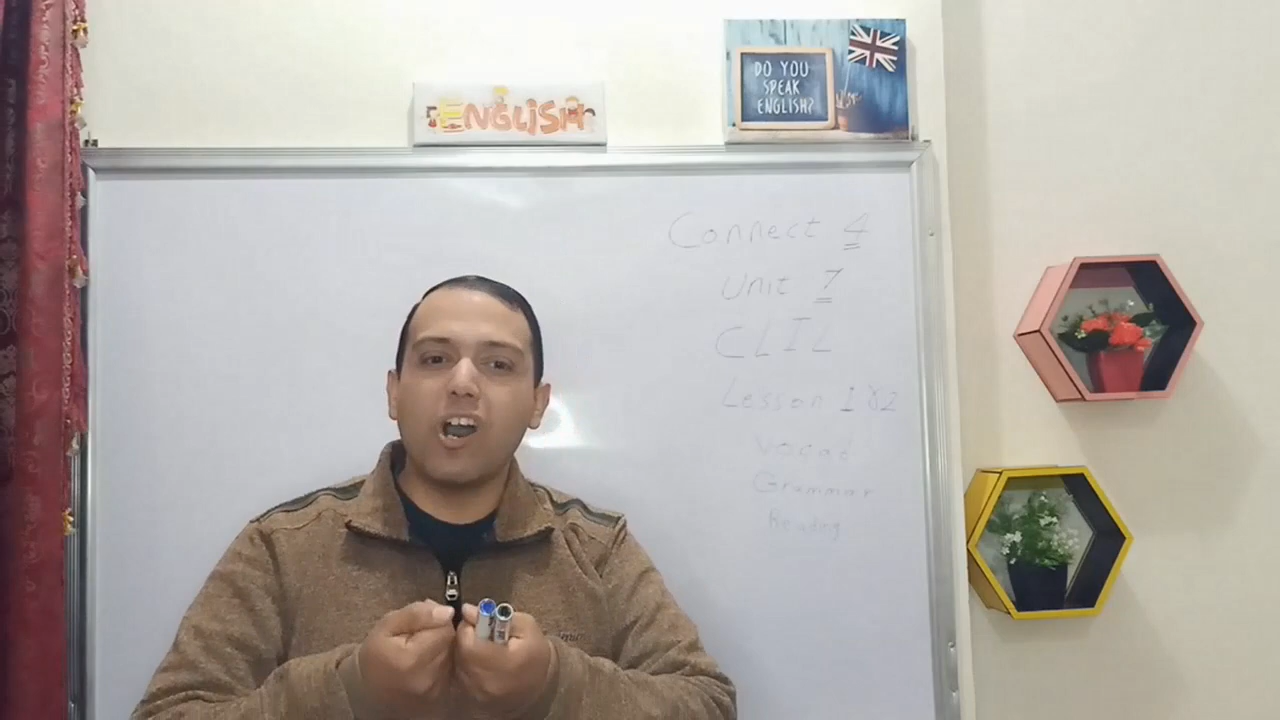 ENGLISH
DO YOU
SPEAK
ENGLISH?
Connect 4
Unit 7
CLIL
Lesson 1 & 2
Vocab
Grammar
Reading